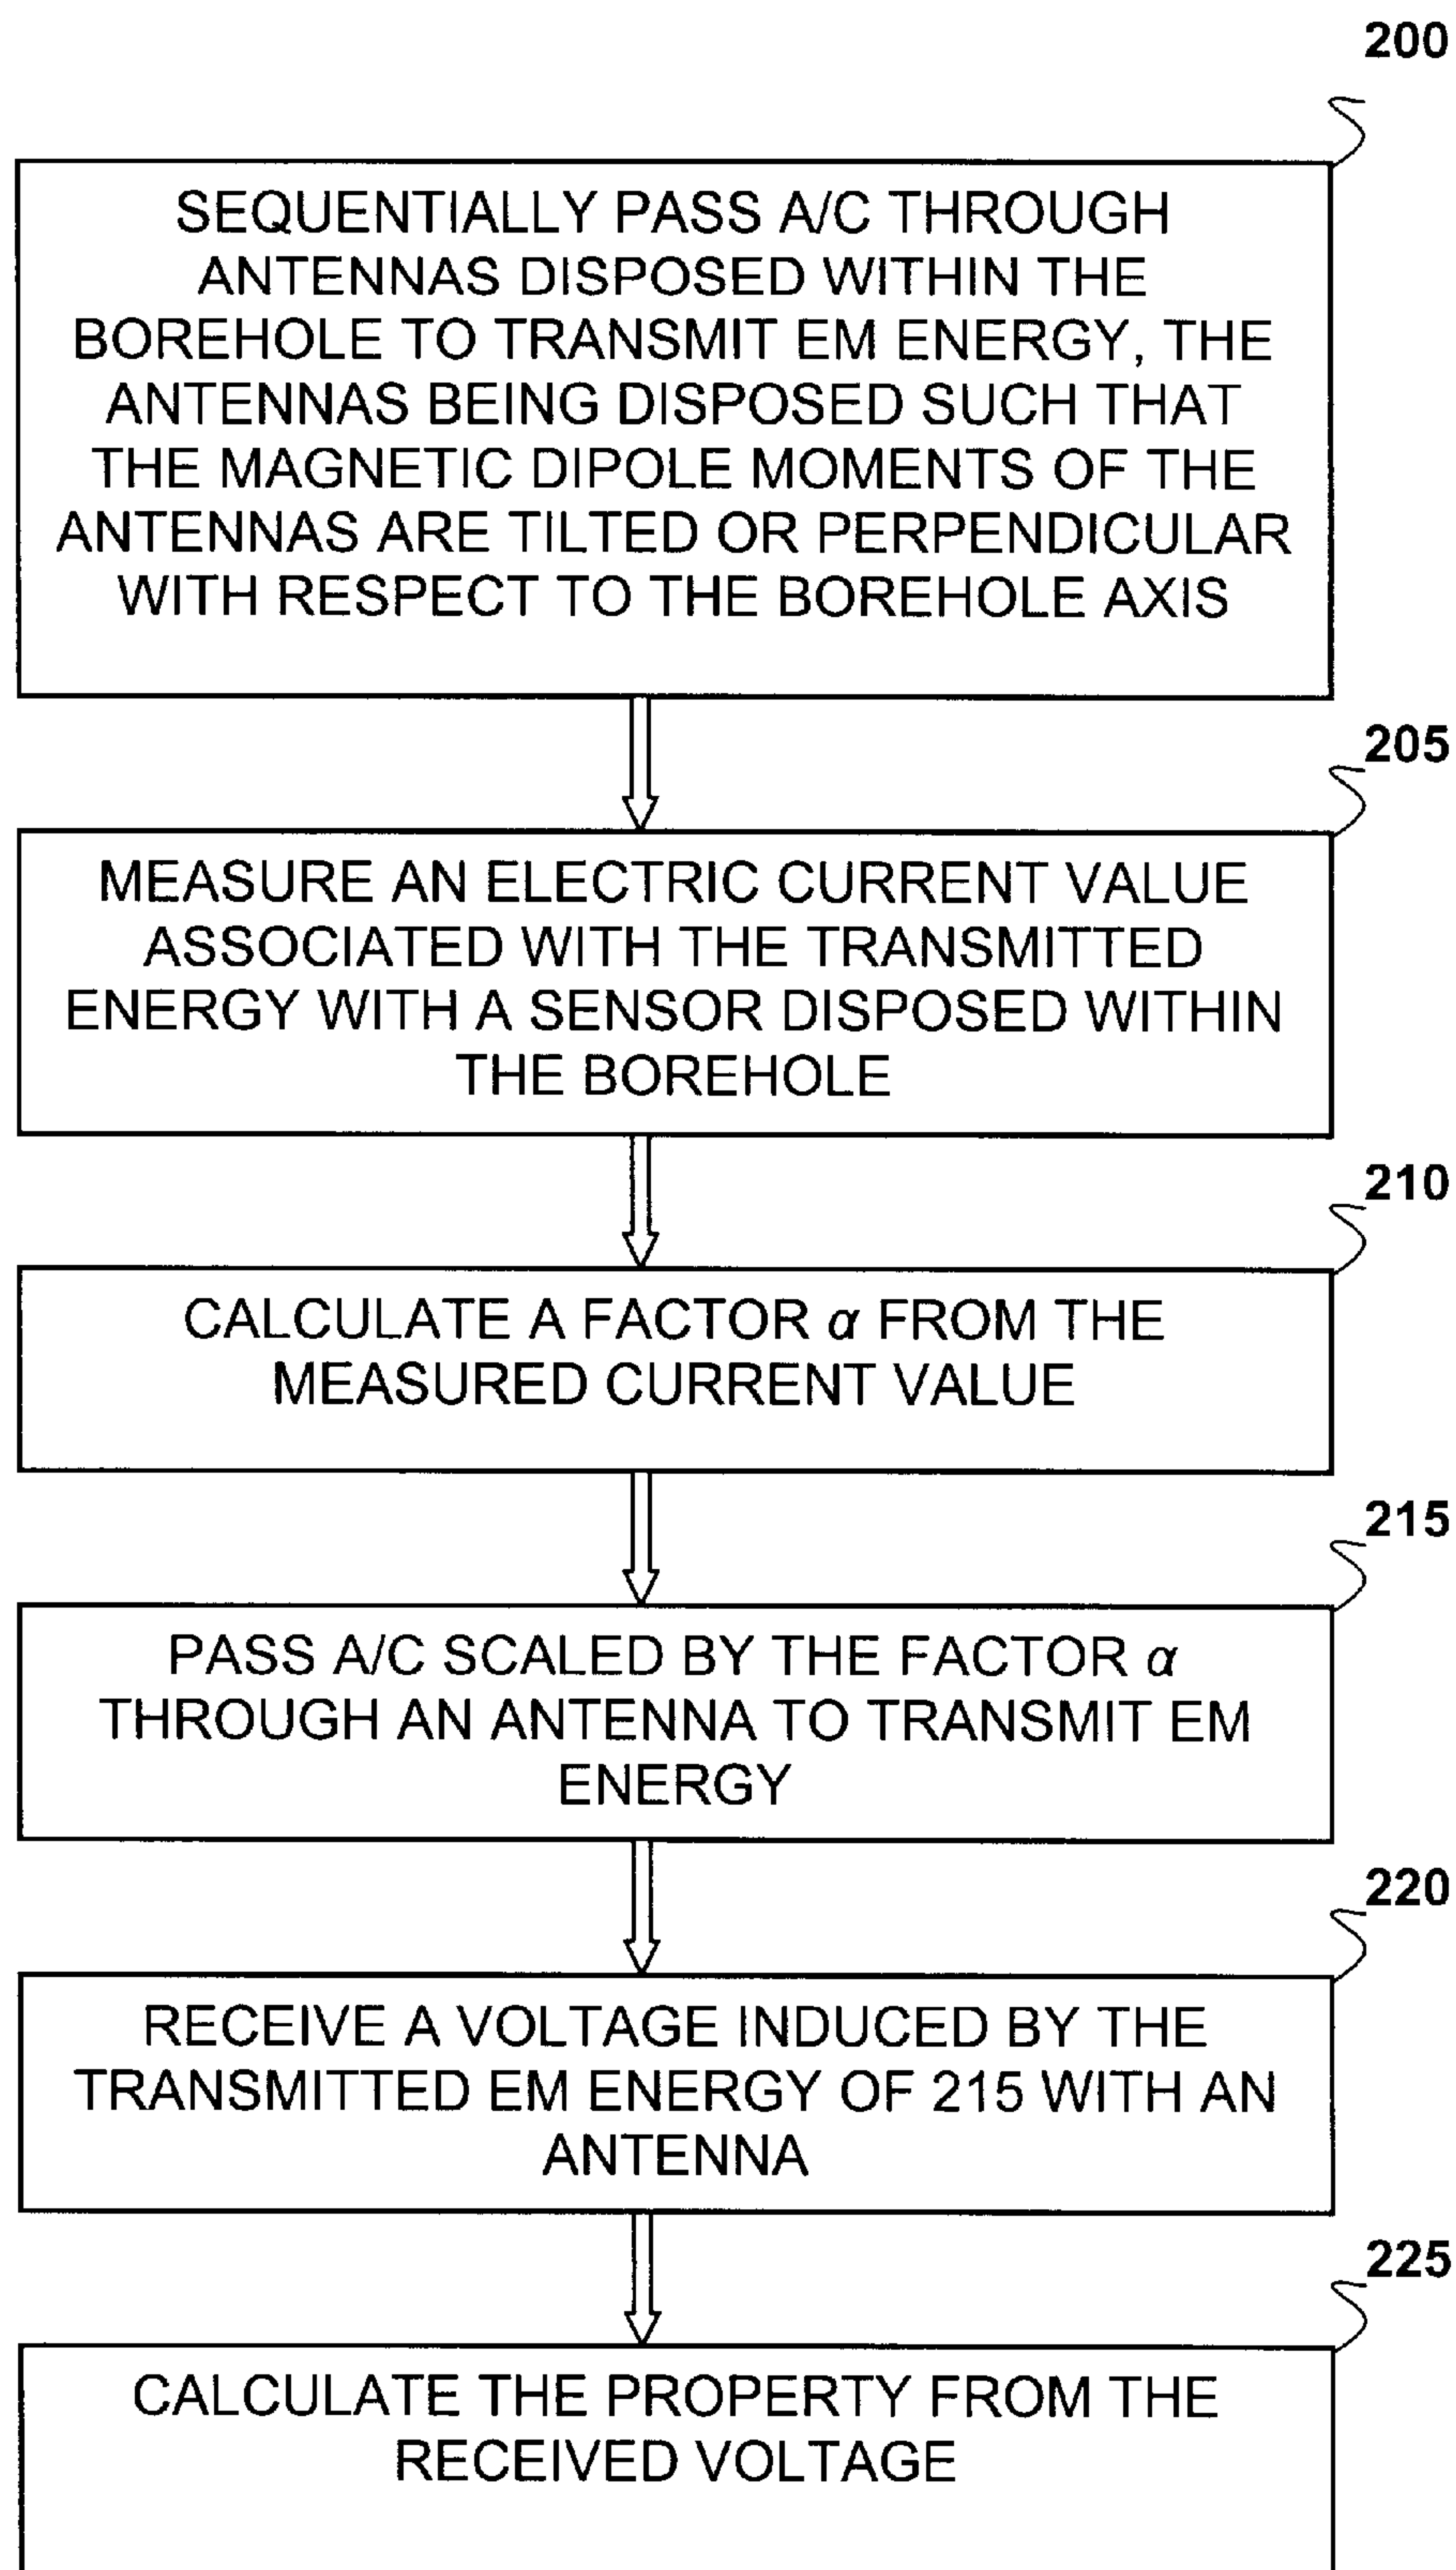 200
SEQUENTIALLY PASS A/C THROUGH
ANTENNAS DISPOSED WITHIN THE
BOREHOLE TO TRANSMIT EM ENERGY, THE
ANTENNAS BEING DISPOSED SUCH THAT
THE MAGNETIC DIPOLE MOMENTS OF THE
ANTENNAS ARE TILTED OR PERPENDICULAR
WITH RESPECT TO THE BOREHOLE AXIS
205
MEASURE AN ELECTRIC CURRENT VALUE
ASSOCIATED WITH THE TRANSMITTED
ENERGY WITH A SENSOR DISPOSED WITHIN
THE BOREHOLE
210
CALCULATE A FACTOR α FROM THE
MEASURED CURRENT VALUE
215
PASS A/C SCALED BY THE FACTOR α
THROUGH AN ANTENNA TO TRANSMIT EM
ENERGY
220
RECEIVE A VOLTAGE INDUCED BY THE
TRANSMITTED EM ENERGY OF 215 WITH AN
ANTENNA
225
CALCULATE THE PROPERTY FROM THE
RECEIVED VOLTAGE